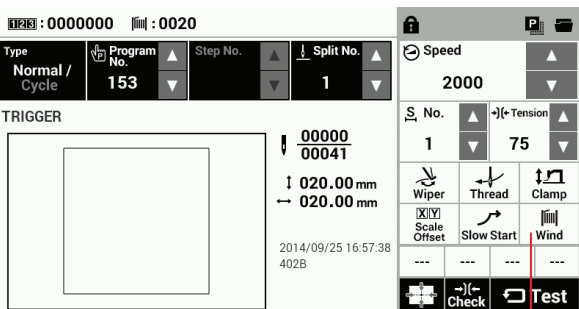 123 : 0000000 : 0020
P
Type
Normal /
Cycle
P
Program
No.
153
Step No.
Split No.
1
Speed
2000
S No.
1
Tension
75
TRIGGER
00000
00041
020.00 mm
020.00 mm
2014/09/25 16:57:38
402B
Wiper
Thread
Clamp
X Y
Scale
Offset
Slow Start
Wind
--- --- --- ---
Check
Test